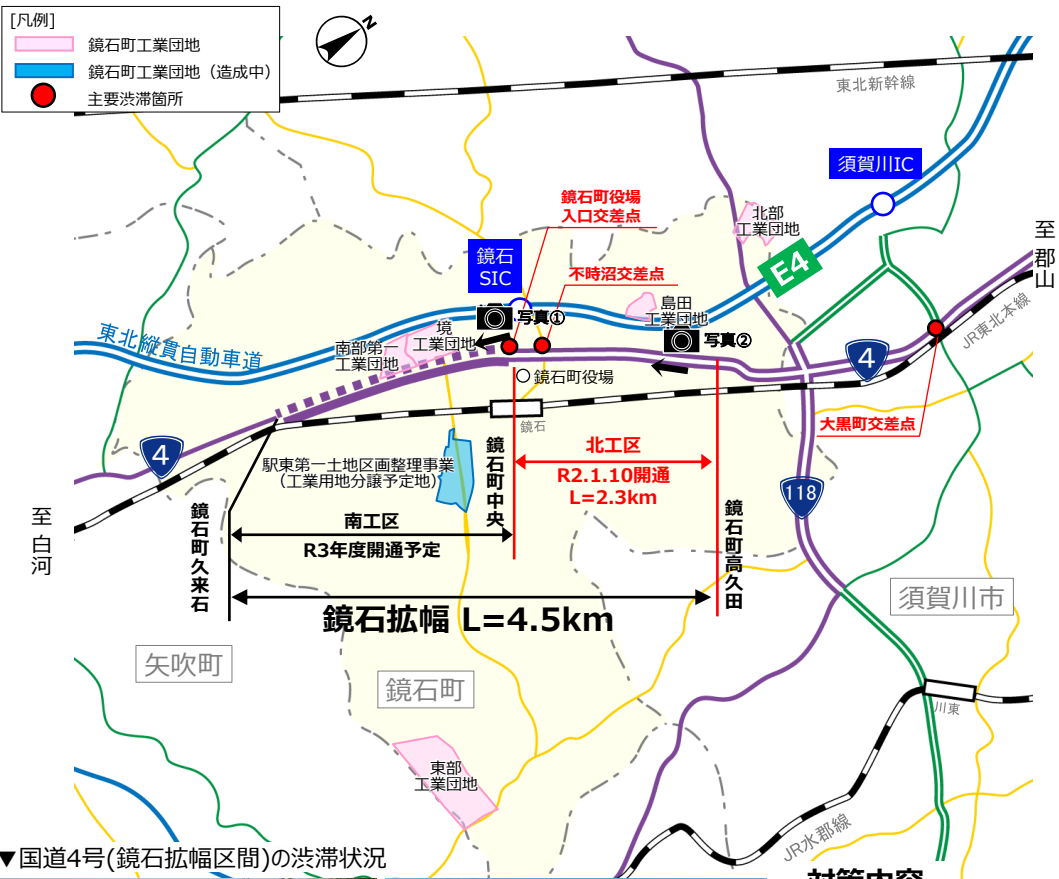 [凡例]
鏡石町工業団地
鏡石町工業団地（造成中）
主要渋滞箇所
N
東北新幹線
須賀川IC
鏡石町役場
入口交差点
北部
工業団地
至郡山
鏡石
SIC
不時沼交差点
E4
島田
工業団地
写真①
写真②
東北縦貫自動車道
境
工業団地
南部第一
工業団地
JR東北本線
4
鏡石町役場
大黒町交差点
鏡石
4
駅東第一土地区画整理事業
（工業用地分譲予定地）
鏡石町中央
北工区
R2.1.10開通
L=2.3km
118
至白河
鏡石町久来石
南工区
R3年度開通予定
鏡石町高久田
鏡石拡幅 L=4.5km
須賀川市
矢吹町
鏡石町
川東
東部
工業団地
JR水郡線
▼国道4号(鏡石拡幅区間)の渋滞状況